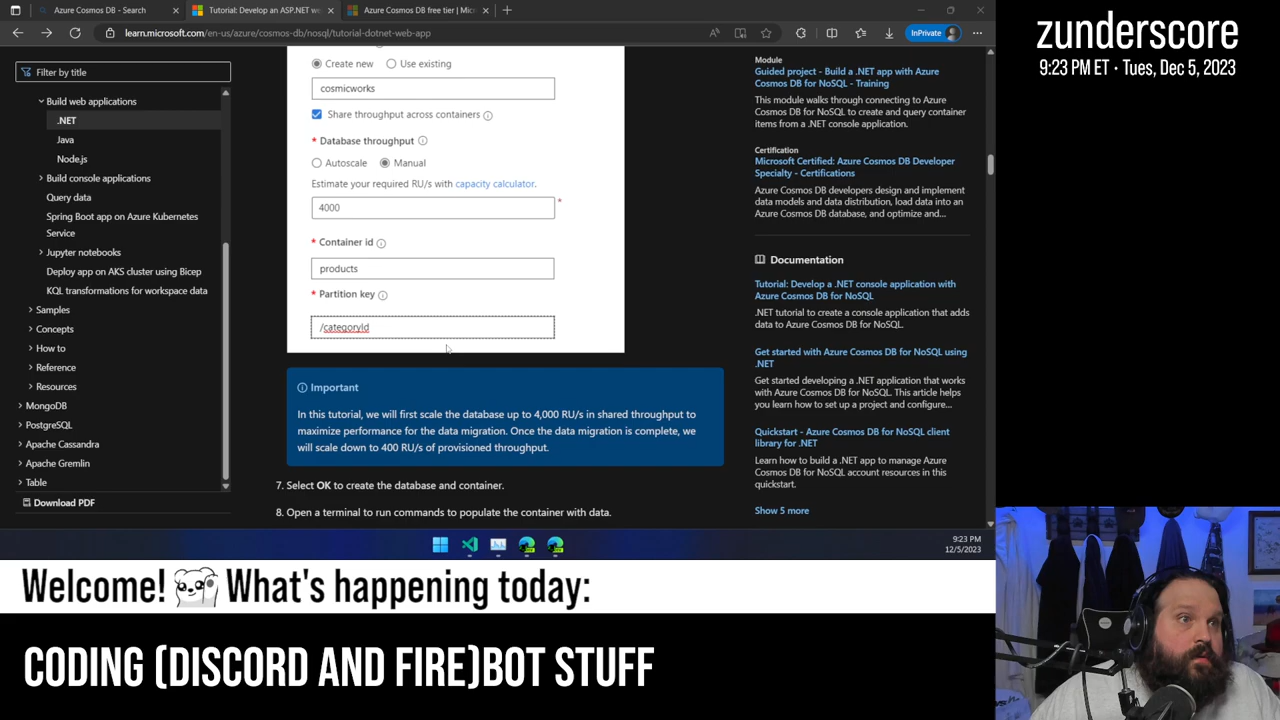 Azure Cosmos DB - Search
Tutorial: Develop an ASP.NET we
Azure Cosmos DB free tier | Micr
learn.microsoft.com/en-us/azure/cosmos-db/nosql/tutorial-dotnet-web-app
InPrivate
zunderscore
9:23 PM ET · Tues, Dec 5, 2023
Filter by title
Build web applications
.NET
Java
Node.js
Build console applications
Query data
Spring Boot app on Azure Kubernetes
Service
Jupyter notebooks
Deploy app on AKS cluster using Bicep
KQL transformations for workspace data
Samples
Concepts
How to
Reference
Resources
MongoDB
PostgreSQL
Apache Cassandra
Apache Gremlin
Table
Download PDF
Create new Use existing
cosmicworks
Share throughput across containers
* Database throughput
Autoscale Manual
Estimate your required RU/s with capacity calculator.
4000
*
* Container id
products
* Partition key
/categoryId
Important
In this tutorial, we will first scale the database up to 4,000 RU/s in shared throughput to
maximize performance for the data migration. Once the data migration is complete, we
will scale down to 400 RU/s of provisioned throughput.
7. Select OK to create the database and container.
8. Open a terminal to run commands to populate the container with data.
Module
Guided project - Build a .NET app with Azure
Cosmos DB for NoSQL - Training
This module walks through connecting to Azure
Cosmos DB for NoSQL to create and query container
items from a .NET console application.
Certification
Microsoft Certified: Azure Cosmos DB Developer
Specialty - Certifications
Azure Cosmos DB developers design and implement
data models and data distribution, load data into an
Azure Cosmos DB database, and optimize and...
Documentation
Tutorial: Develop a .NET console application with
Azure Cosmos DB for NoSQL
.NET tutorial to create a console application that adds
data to Azure Cosmos DB for NoSQL.
Get started with Azure Cosmos DB for NoSQL using
.NET
Get started developing a .NET application that works
with Azure Cosmos DB for NoSQL. This article helps
you learn how to set up a project and configure...
Quickstart - Azure Cosmos DB for NoSQL client
library for .NET
Learn how to build a .NET app to manage Azure
Cosmos DB for NoSQL account resources in this
quickstart.
Show 5 more
9:23 PM
12/5/2023
Welcome! What's happening today:
CODING (DISCORD AND FIRE)BOT STUFF